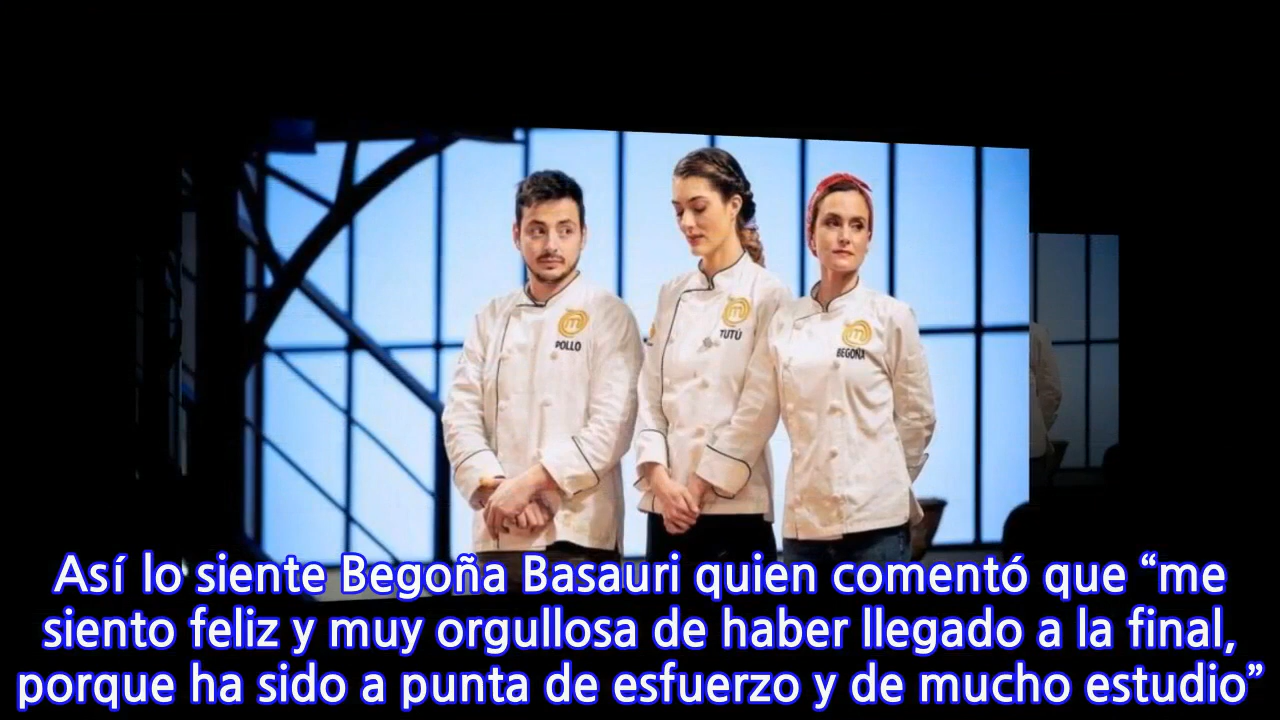 POLLO
TUTÚ
BEGOÑA
Así lo siente Begoña Basauri quien comentó que “me
siento feliz y muy orgullosa de haber llegado a la final,
porque ha sido a punta de esfuerzo y de mucho estudio”